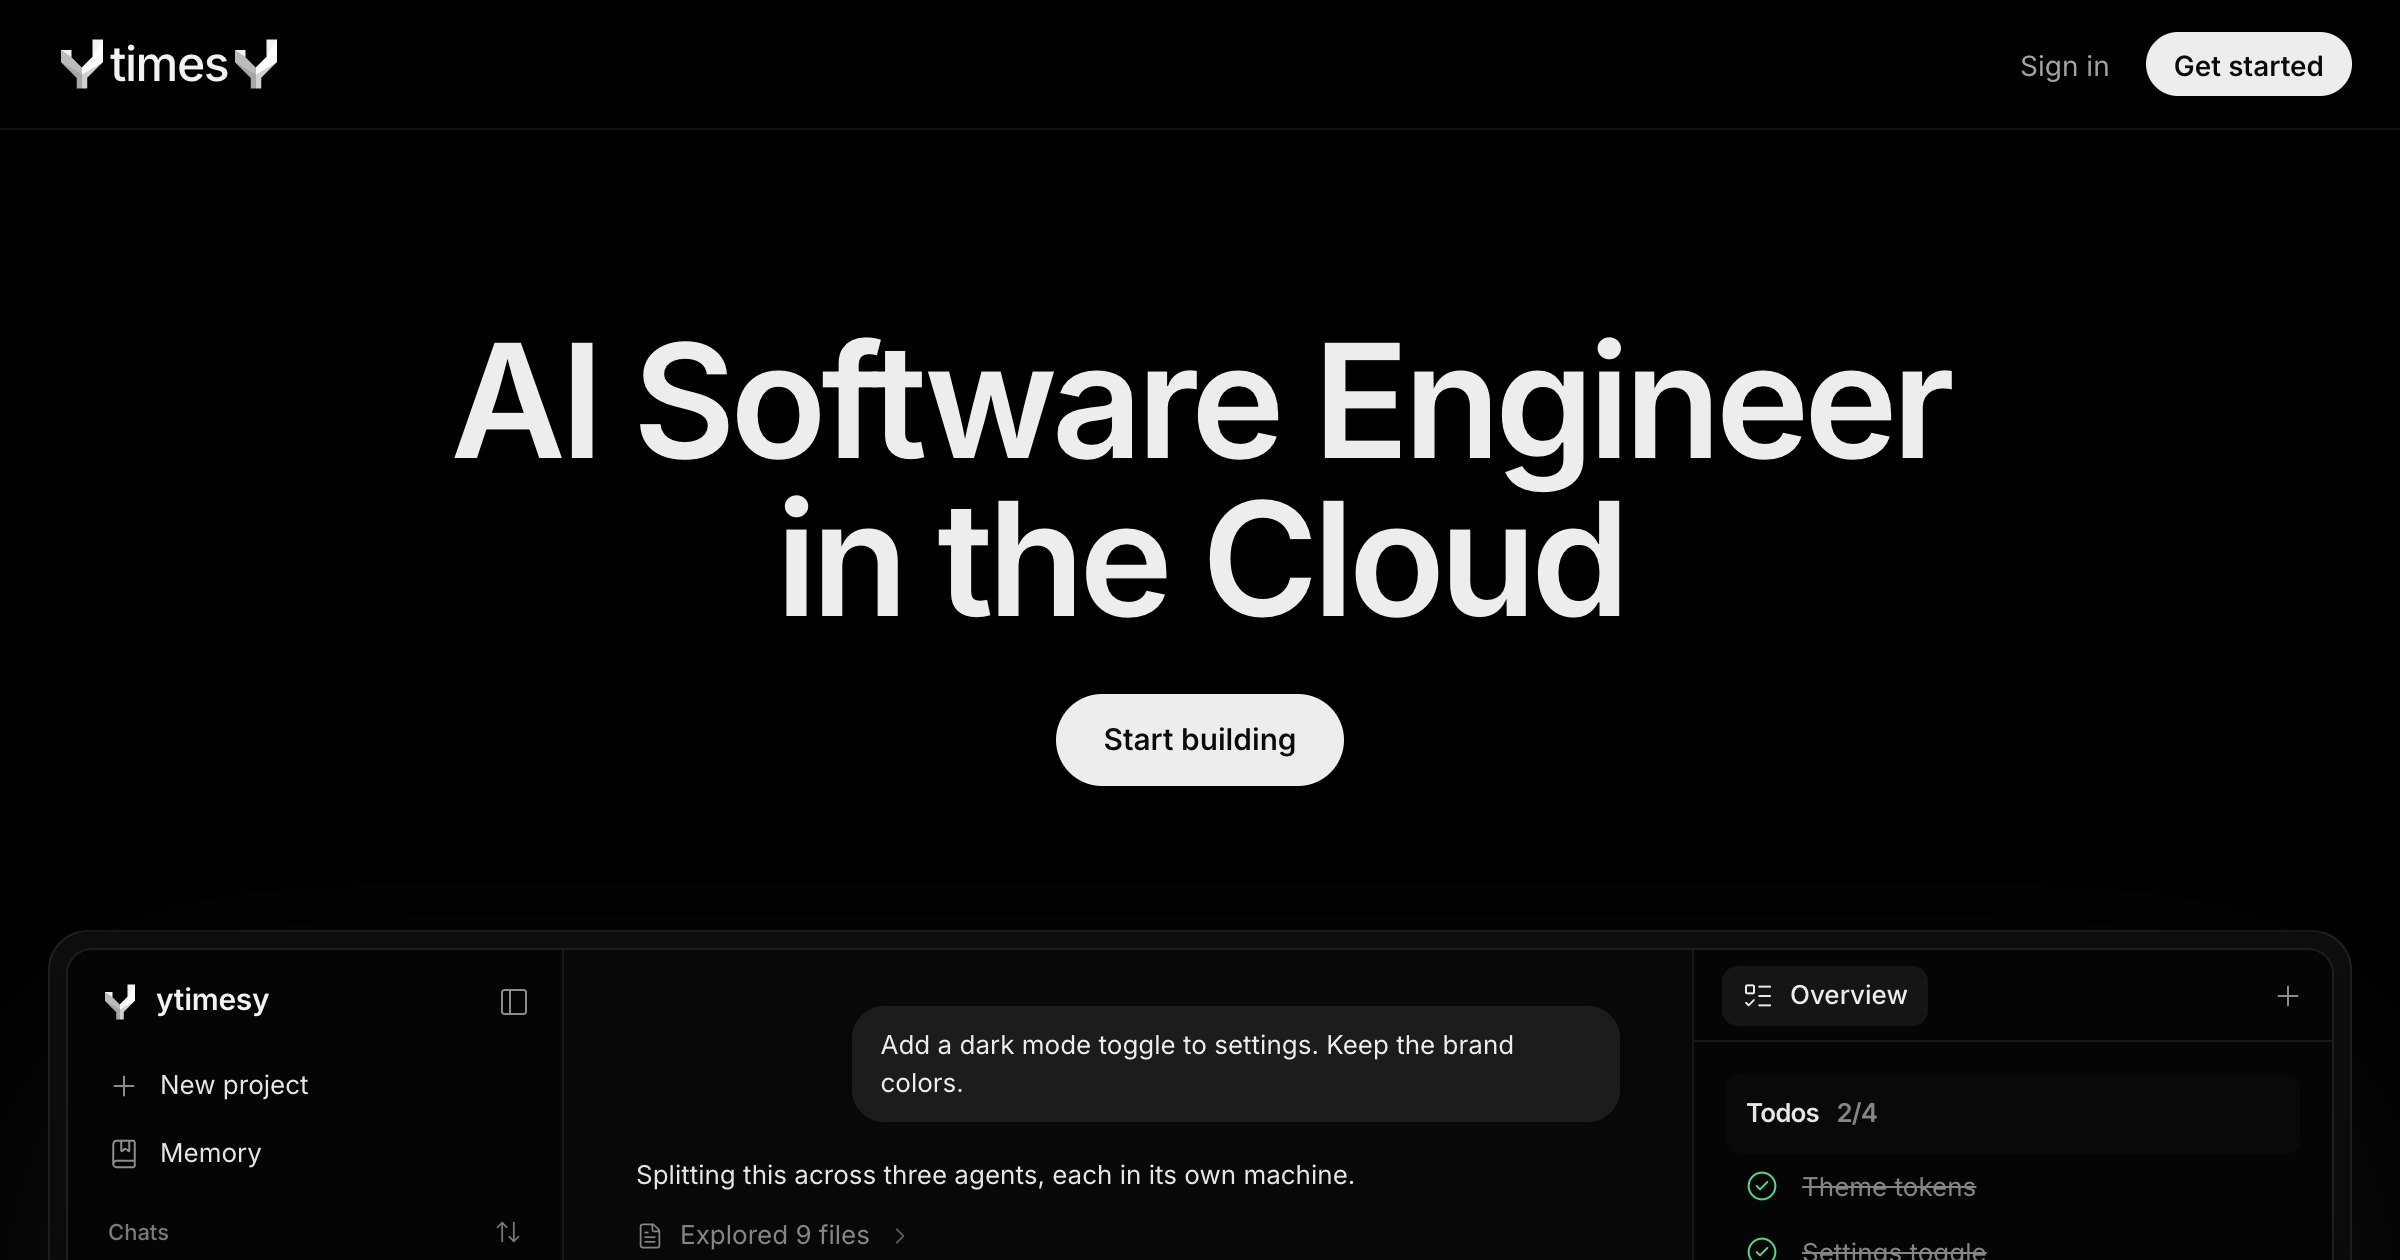 times
Sign in
Get started
AI Software Engineer
in the Cloud
Start building
ytimesy
New project
Memory
Chats
Add a dark mode toggle to settings. Keep the brand
colors.
Splitting this across three agents, each in its own machine.
Explored 9 files
Overview
Todos 2/4
Theme tokens
Settings toggle